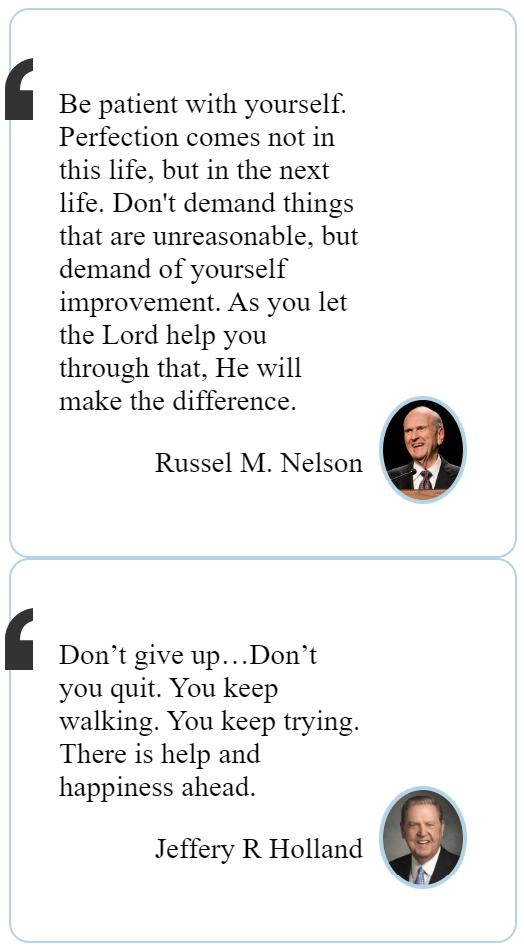 Be patient with yourself.
Perfection comes not in
this life, but in the next
life. Don't demand things
that are unreasonable, but
demand of yourself
improvement. As you let
the Lord help you
through that, He will
make the difference.
Russel M. Nelson
Don’t give up…Don’t
you quit. You keep
walking. You keep trying.
There is help and
happiness ahead.
Jeffery R Holland